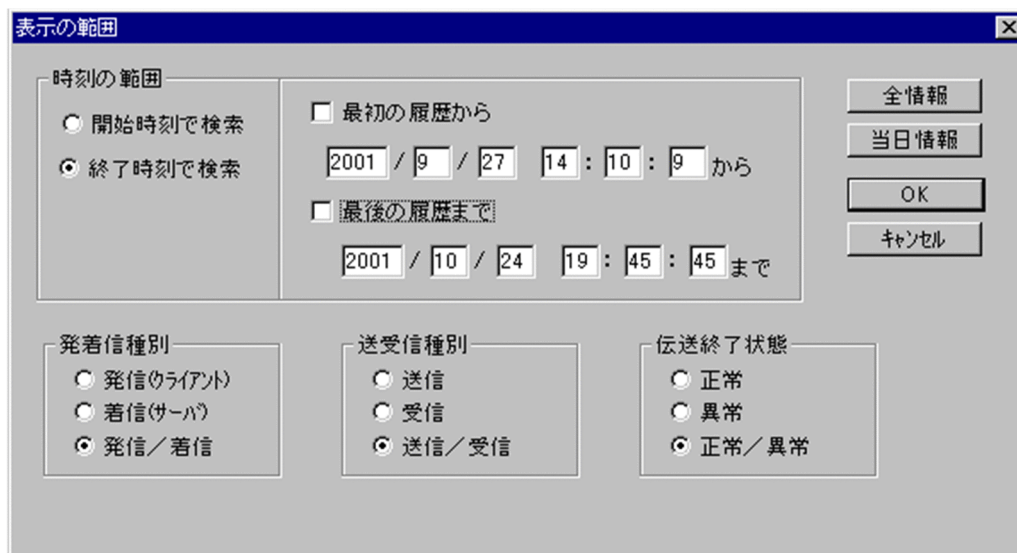 表示の範囲
時刻の範囲
開始時刻で検索
終了時刻で検索
最初の履歴から
2001 / 9 / 27 14 : 10 : 9 から
最後の履歴まで
2001 / 10 / 24 19 : 45 : 45 まで
全情報
当日情報
OK
キャンセル
発着信種別
発信(クライアント)
着信(サーバ)
発信／着信
送受信種別
送信
受信
送信／受信
伝送終了状態
正常
異常
正常／異常